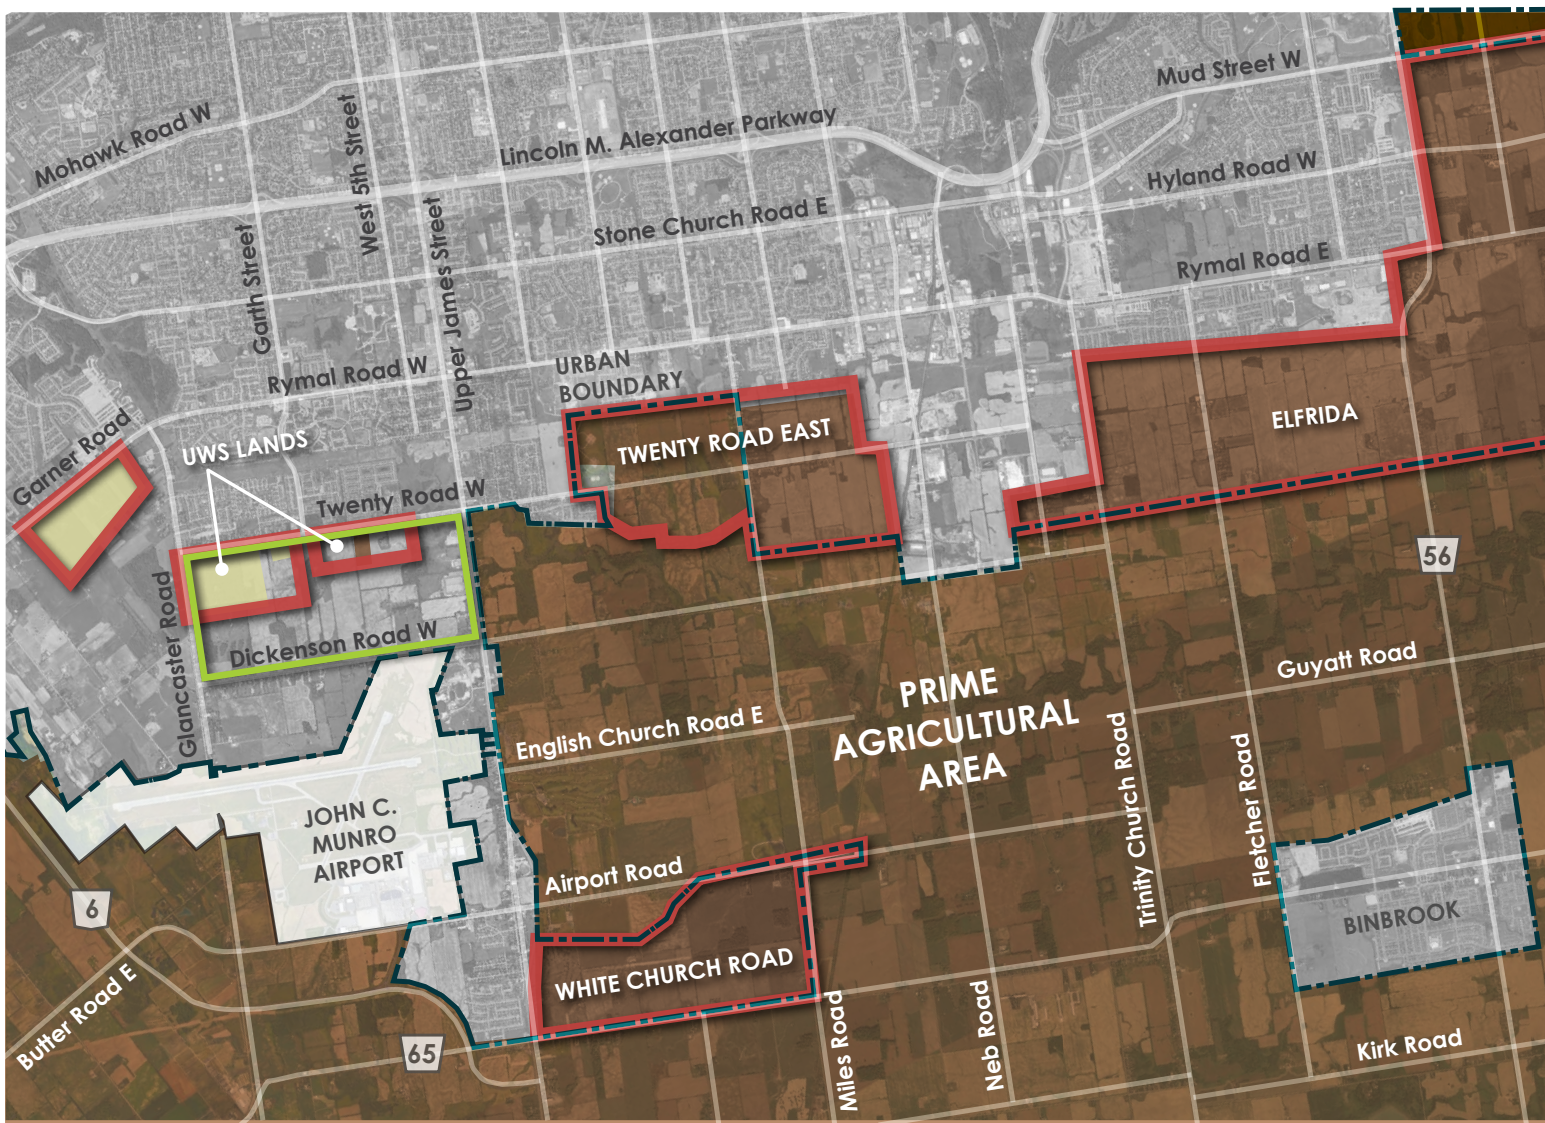 Mud Street W
Mohawk Road W
West 5th Street
Lincoln M. Alexander Parkway
Hyland Road W
Stone Church Road E
Garth Street
Upper James Street
Rymal Road E
Rymal Road W
URBAN
BOUNDARY
ELFRIDA
TWENTY ROAD EAST
Garner Road
UWS LANDS
Twenty Road W
56
Glancaster Road
Dickenson Road W
Guyatt Road
PRIME
AGRICULTURAL
AREA
English Church Road E
Trinity Church Road
Fletcher Road
JOHN C.
MUNRO
AIRPORT
Airport Road
6
BINBROOK
WHITE CHURCH ROAD
Butter Road E
65
Miles Road
Neb Road
Kirk Road